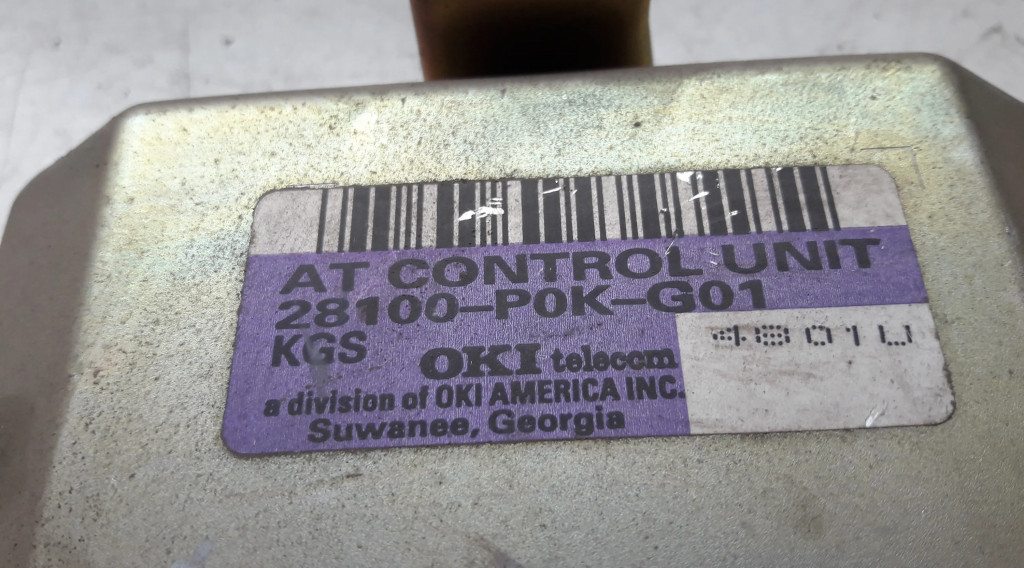 AT CONTROL UNIT
28100-P0K-G01
KGS
4801U
OKI telecom
a division of OKI AMERICA INC.
Suwanee, Georgia